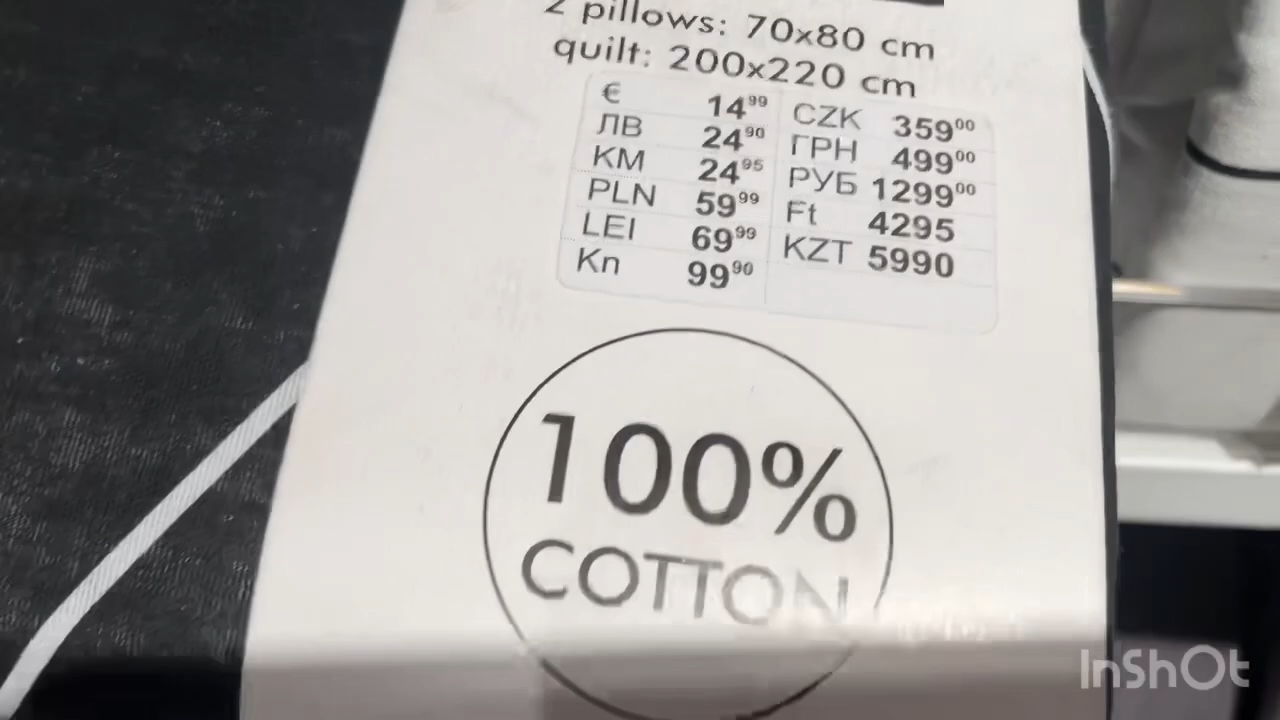 2 pillows: 70x80 cm
quilt: 200x220 cm
€ 14⁹⁹ CZK 359⁰⁰
ЛВ 24⁹⁰ ГРН 499⁰⁰
KM 24⁹⁵ РУБ 1299⁰⁰
PLN 59⁹⁹ Ft 4295
LEI 69⁹⁹ KZT 5990
Kn 99⁹⁰
100%
COTTON
InShOt